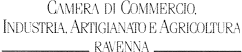 CAMERA DI COMMERCIO,
INDUSTRIA, ARTIGIANATO E AGRICOLTURA
RAVENNA